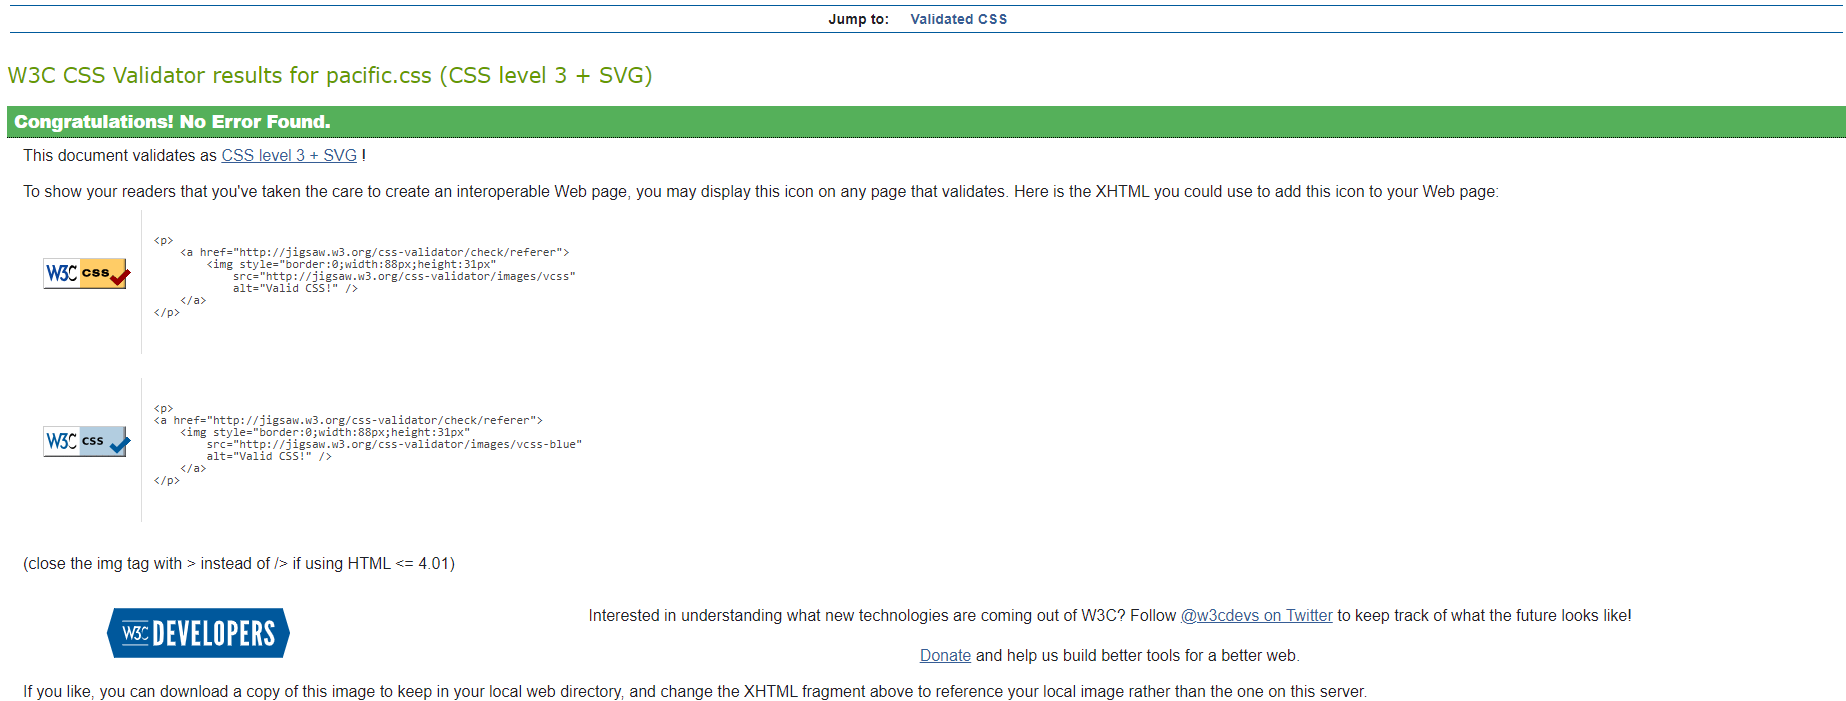 Jump to: Validated CSS
W3C CSS Validator results for pacific.css (CSS level 3 + SVG)
Congratulations! No Error Found.
This document validates as CSS level 3 + SVG !
To show your readers that you've taken the care to create an interoperable Web page, you may display this icon on any page that validates. Here is the XHTML you could use to add this icon to your Web page:
W3C css
<p>
    <a href="http://jigsaw.w3.org/css-validator/check/referer">
        <img style="border:0;width:88px;height:31px"
            src="http://jigsaw.w3.org/css-validator/images/vcss"
            alt="Valid CSS!" />
    </a>
</p>
W3C css
<p>
<a href="http://jigsaw.w3.org/css-validator/check/referer">
    <img style="border:0;width:88px;height:31px"
        src="http://jigsaw.w3.org/css-validator/images/vcss-blue"
        alt="Valid CSS!" />
    </a>
</p>
(close the img tag with > instead of /> if using HTML <= 4.01)
W3C DEVELOPERS
Interested in understanding what new technologies are coming out of W3C? Follow @w3cdevs on Twitter to keep track of what the future looks like!
Donate and help us build better tools for a better web.
If you like, you can download a copy of this image to keep in your local web directory, and change the XHTML fragment above to reference your local image rather than the one on this server.